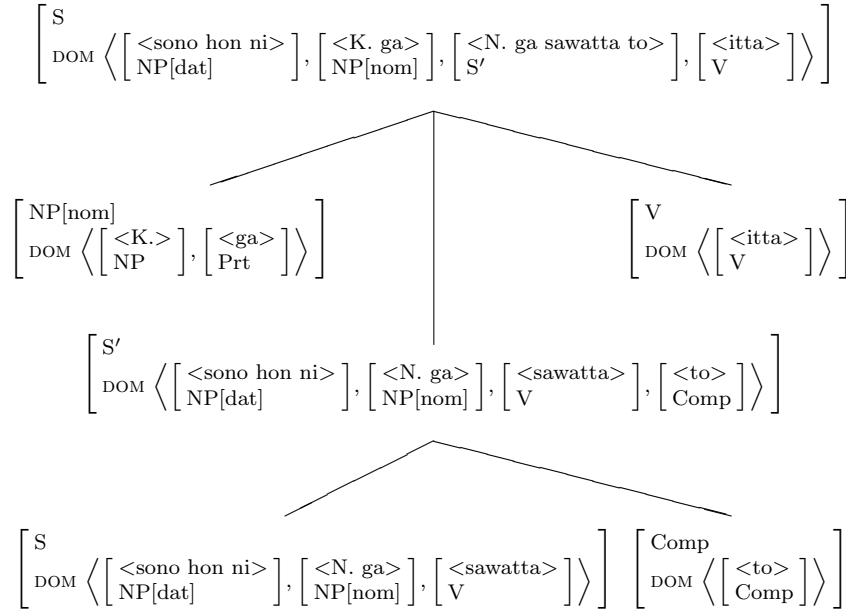 S
DOM ⟨[<sono hon ni> NP[dat]], [<K. ga> NP[nom]], [<N. ga sawatta to> S′], [<itta> V]⟩
NP[nom]
DOM ⟨[<K.> NP], [<ga> Prt]⟩
V
DOM ⟨[<itta> V]⟩
S′
DOM ⟨[<sono hon ni> NP[dat]], [<N. ga> NP[nom]], [<sawatta> V], [<to> Comp]⟩
S
DOM ⟨[<sono hon ni> NP[dat]], [<N. ga> NP[nom]], [<sawatta> V]⟩
Comp
DOM ⟨[<to> Comp]⟩